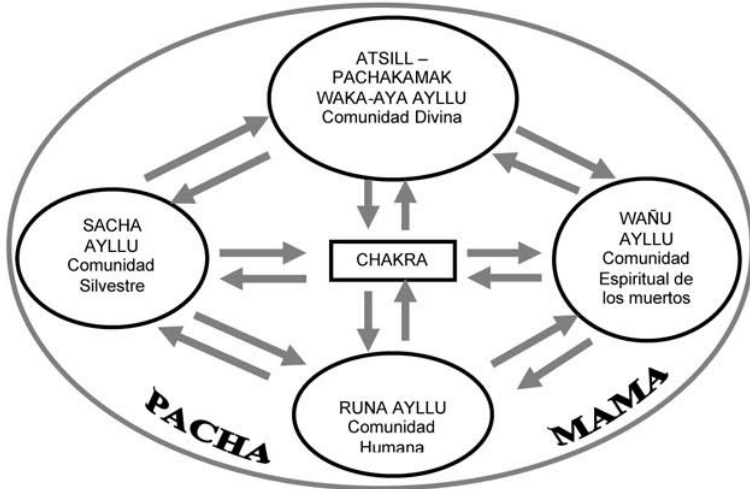 ATSILL –
PACHAKAMAK
WAKA-AYA AYLLU
Comunidad Divina
SACHA
AYLLU
Comunidad
Silvestre
CHAKRA
WAÑU
AYLLU
Comunidad
Espiritual de
los muertos
RUNA AYLLU
Comunidad
Humana
PACHA
MAMA